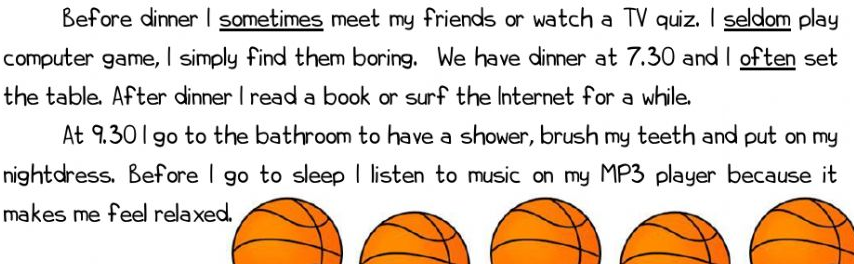 Before dinner I sometimes meet my friends or watch a TV quiz. I seldom play
computer game, I simply find them boring. We have dinner at 7.30 and I often set
the table. After dinner I read a book or surf the Internet for a while.
At 9.30 I go to the bathroom to have a shower, brush my teeth and put on my
nightdress. Before I go to sleep I listen to music on my MP3 player because it
makes me feel relaxed.